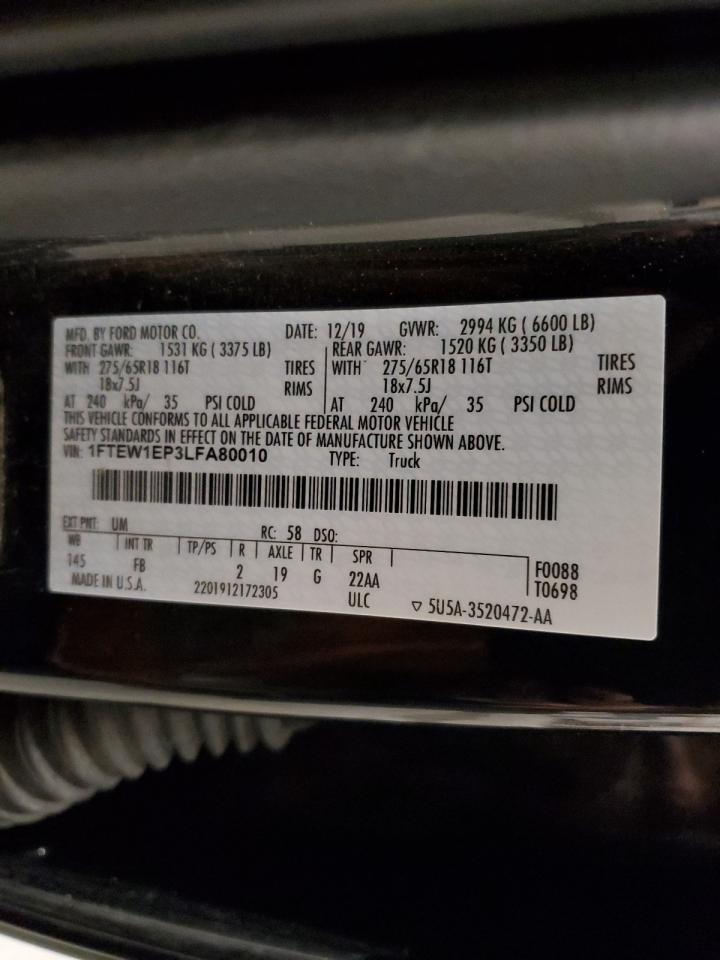 MFD. BY FORD MOTOR CO. DATE: 12/19 GVWR: 2994 KG ( 6600 LB)
FRONT GAWR: 1531 KG ( 3375 LB) REAR GAWR: 1520 KG ( 3350 LB)
WITH 275/65R18 116T TIRES WITH 275/65R18 116T TIRES
18x7.5J RIMS 18x7.5J RIMS
AT 240 kPa/ 35 PSI COLD AT 240 kPa/ 35 PSI COLD
THIS VEHICLE CONFORMS TO ALL APPLICABLE FEDERAL MOTOR VEHICLE
SAFETY STANDARDS IN EFFECT ON THE DATE OF MANUFACTURE SHOWN ABOVE.
VIN: 1FTEW1EP3LFA80010 TYPE: Truck
EXT PNT: UM RC: 58 DSO:
WB INT TR TP/PS R AXLE TR SPR
145 FB 2 19 G 22AA F0088
MADE IN U.S.A. 2201912172305 ULC T0698
▽ 5U5A-3520472-AA